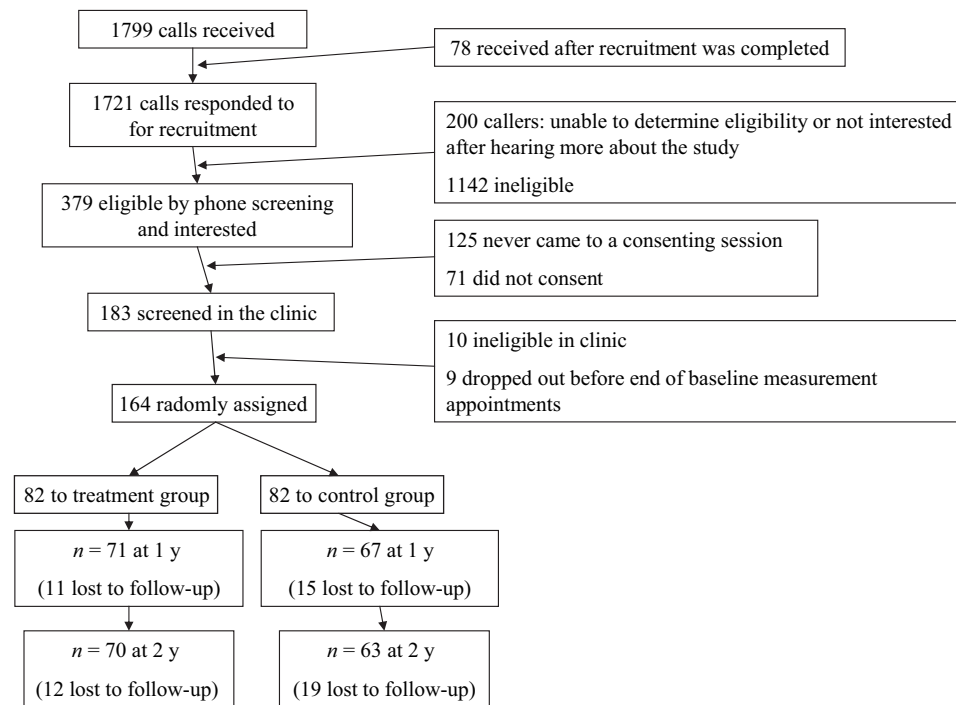 1799 calls received
78 received after recruitment was completed
1721 calls responded to
for recruitment
200 callers: unable to determine eligibility or not interested
after hearing more about the study
1142 ineligible
379 eligible by phone screening
and interested
125 never came to a consenting session
71 did not consent
183 screened in the clinic
10 ineligible in clinic
9 dropped out before end of baseline measurement
appointments
164 radomly assigned
82 to treatment group
82 to control group
n = 71 at 1 y
(11 lost to follow-up)
n = 67 at 1 y
(15 lost to follow-up)
n = 70 at 2 y
(12 lost to follow-up)
n = 63 at 2 y
(19 lost to follow-up)